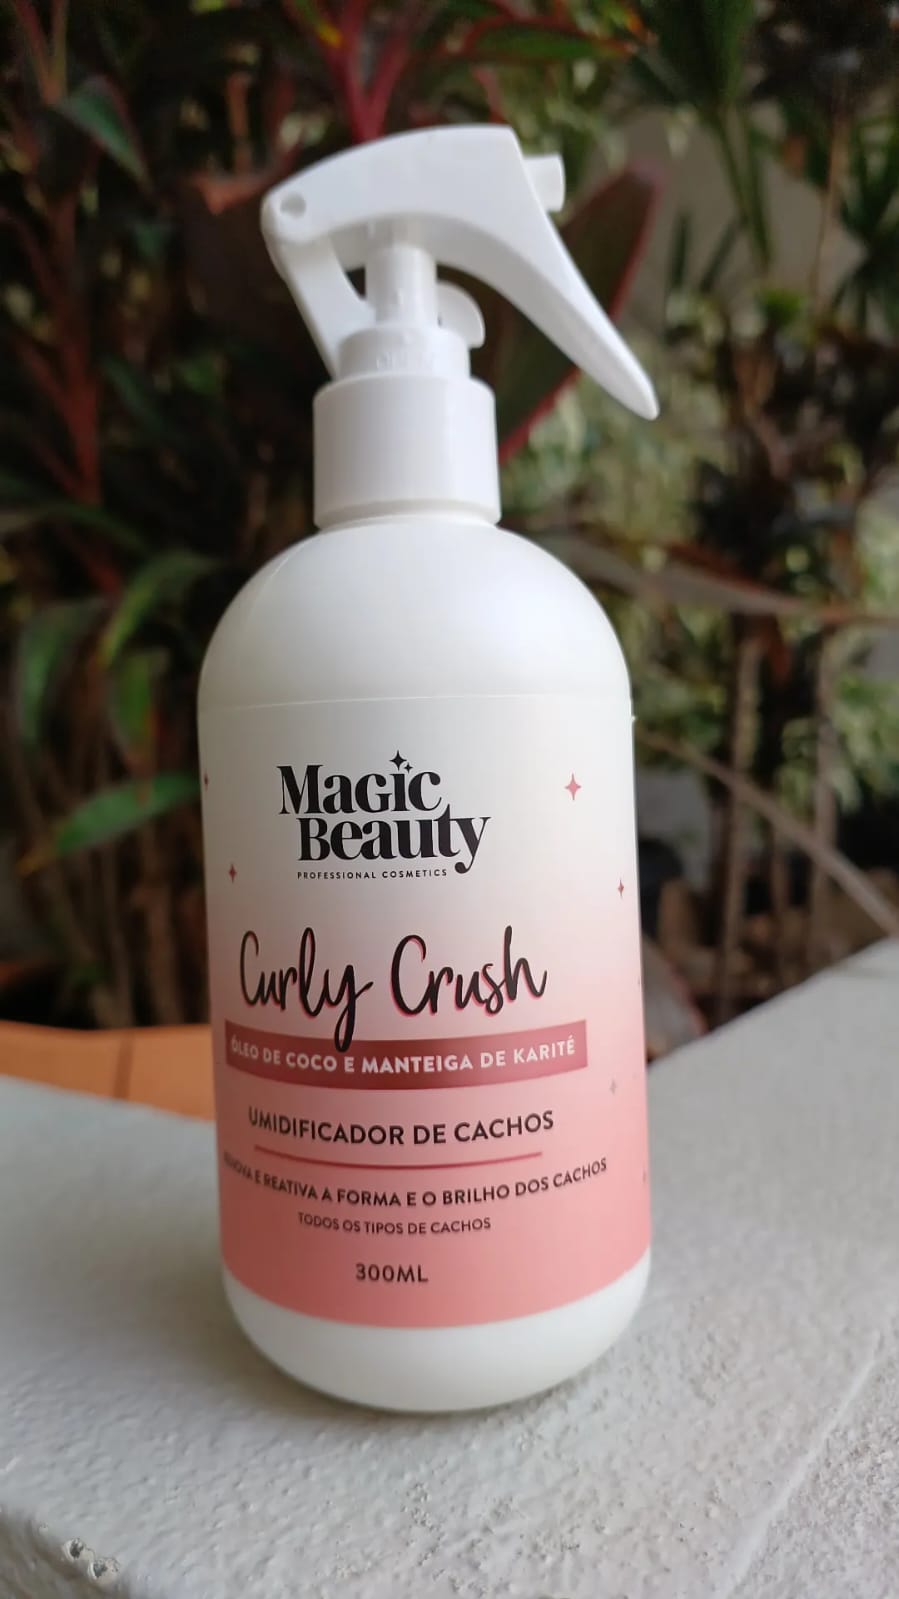 Magic
Beauty
PROFESSIONAL COSMETICS
Curly Crush
ÓLEO DE COCO E MANTEIGA DE KARITÉ
UMIDIFICADOR DE CACHOS
E REATIVA A FORMA E O BRILHO DOS CACHOS
TODOS OS TIPOS DE CACHOS
300ML